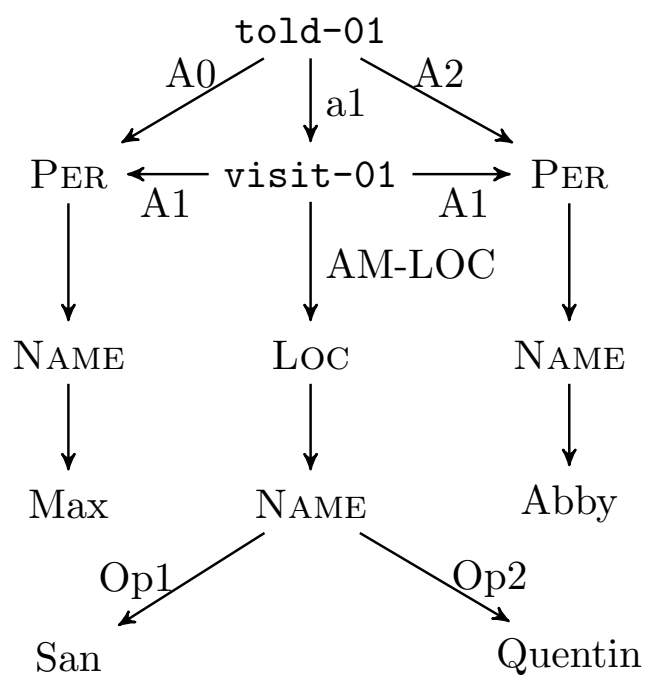 told-01
A0 a1 A2
PER visit-01 PER
A1 A1
AM-LOC
NAME LOC NAME
Max NAME Abby
Op1 Op2
San Quentin